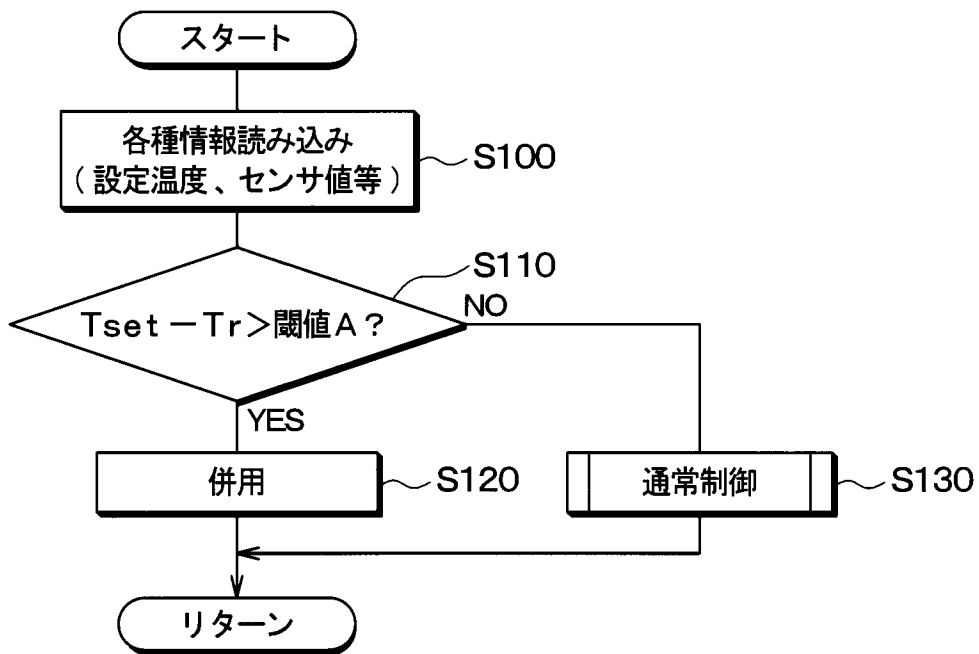 スタート
各種情報読み込み
(設定温度、センサ値等)
S100
S110
Tset-Tr>閾値A?
NO
YES
併用
S120
通常制御
S130
リターン